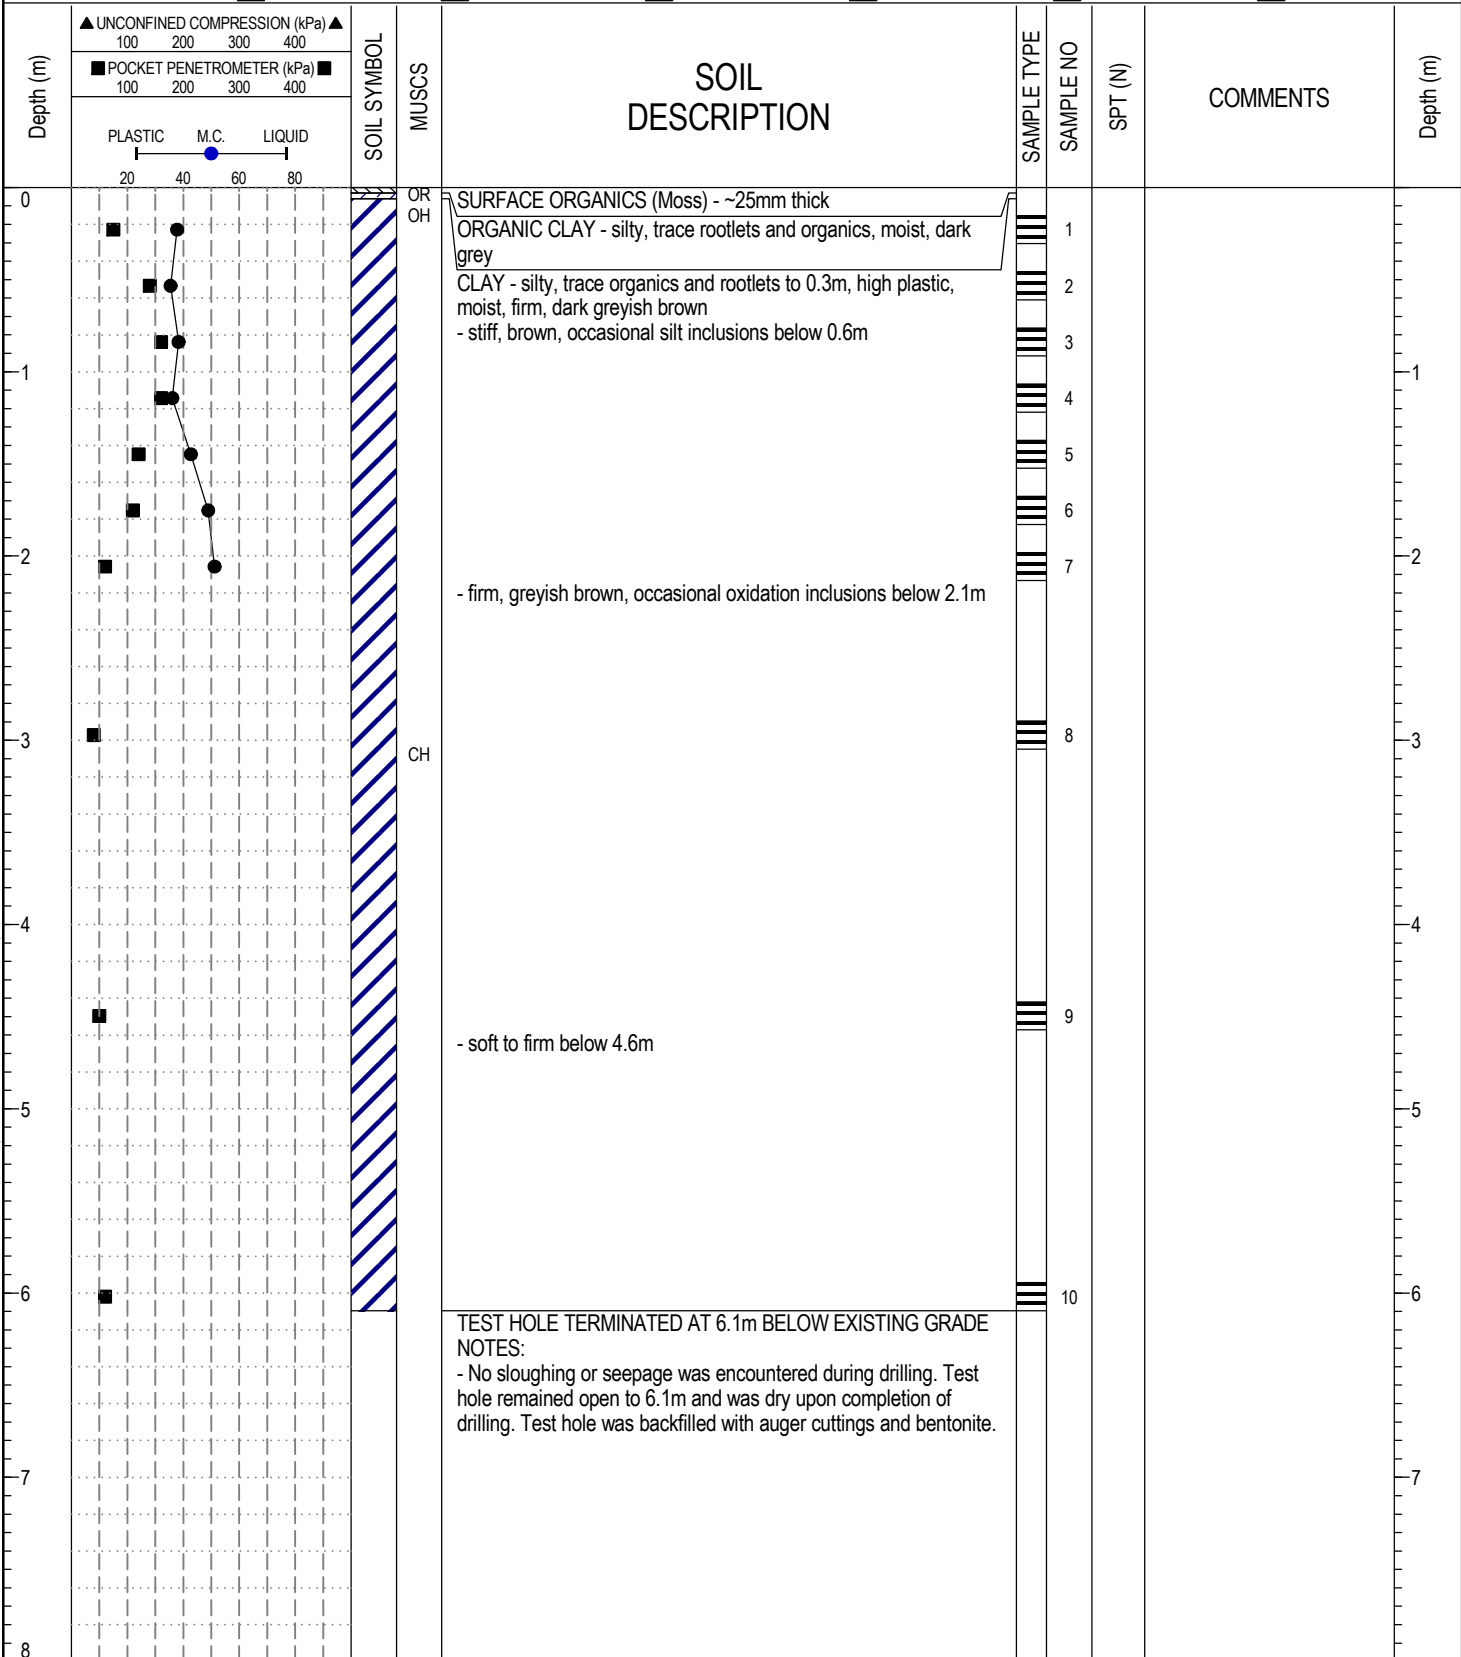 ▲ UNCONFINED COMPRESSION (kPa) ▲
100 200 300 400
■ POCKET PENETROMETER (kPa) ■
100 200 300 400
PLASTIC M.C. LIQUID
20 40 60 80
Depth (m)
SOIL SYMBOL
MUSCS
SOIL
DESCRIPTION
SAMPLE TYPE
SAMPLE NO
SPT (N)
COMMENTS
Depth (m)
0
OR
SURFACE ORGANICS (Moss) - ~25mm thick
OH
ORGANIC CLAY - silty, trace rootlets and organics, moist, dark
grey
1
CLAY - silty, trace organics and rootlets to 0.3m, high plastic,
moist, firm, dark greyish brown
2
- stiff, brown, occasional silt inclusions below 0.6m
3
1 1
4
5
6
2 2
7
- firm, greyish brown, occasional oxidation inclusions below 2.1m
8
3 3
CH
4 4
9
- soft to firm below 4.6m
5 5
6 10 6
TEST HOLE TERMINATED AT 6.1m BELOW EXISTING GRADE
NOTES:
- No sloughing or seepage was encountered during drilling. Test
hole remained open to 6.1m and was dry upon completion of
drilling. Test hole was backfilled with auger cuttings and bentonite.
7 7
8